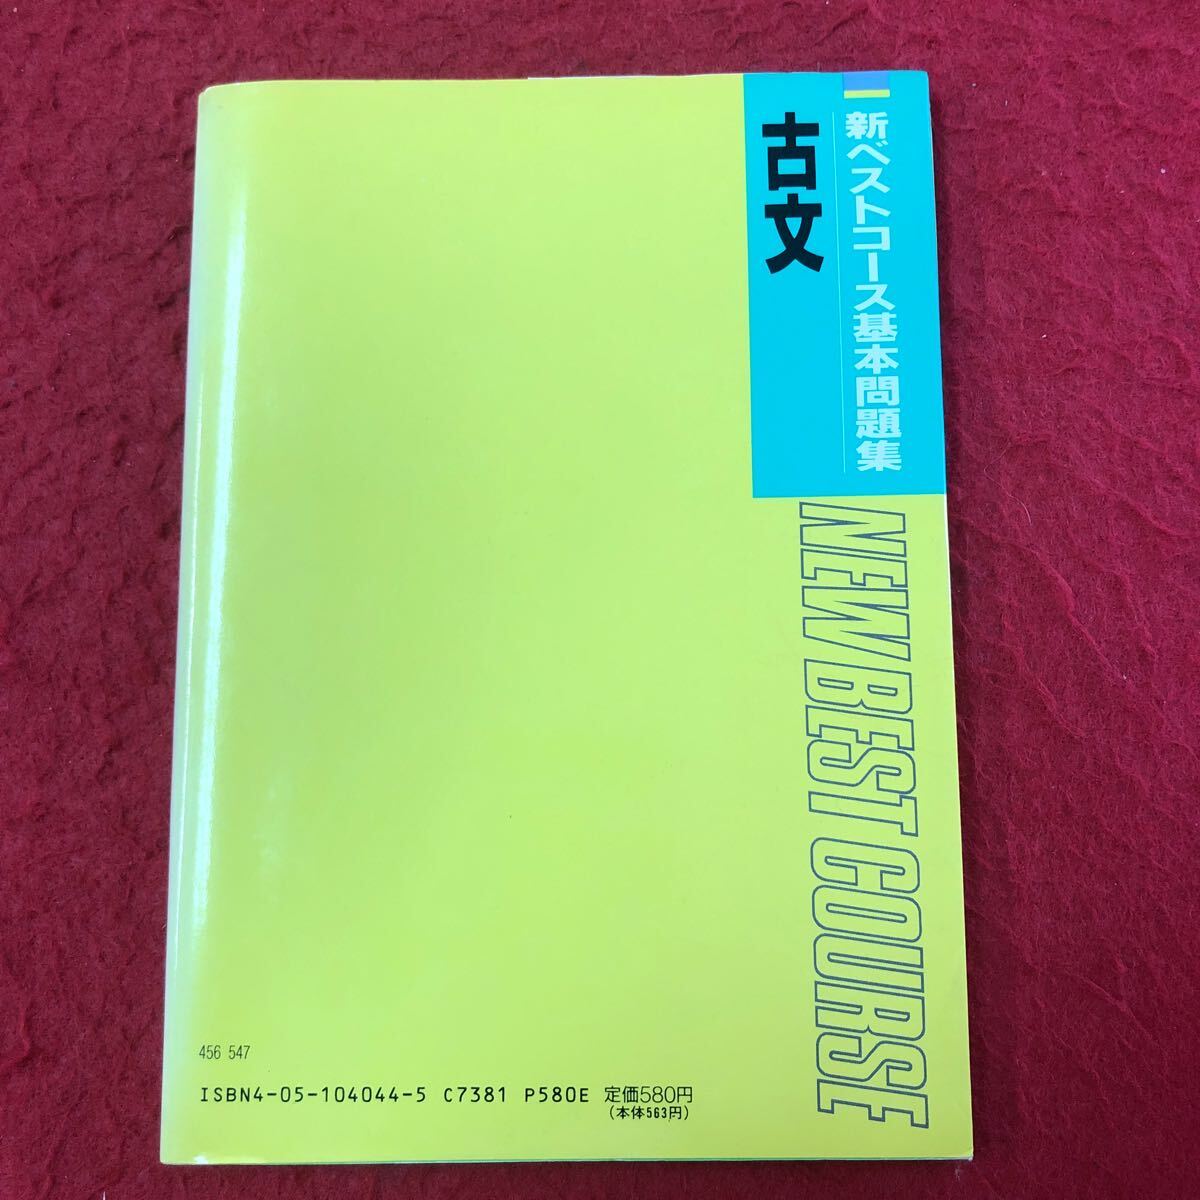 新ベストコース基本問題集
古文
NEW BEST COURSE
456 547
ISBN4-05-104044-5 C7381 P580E 定価580円
(本体563円)